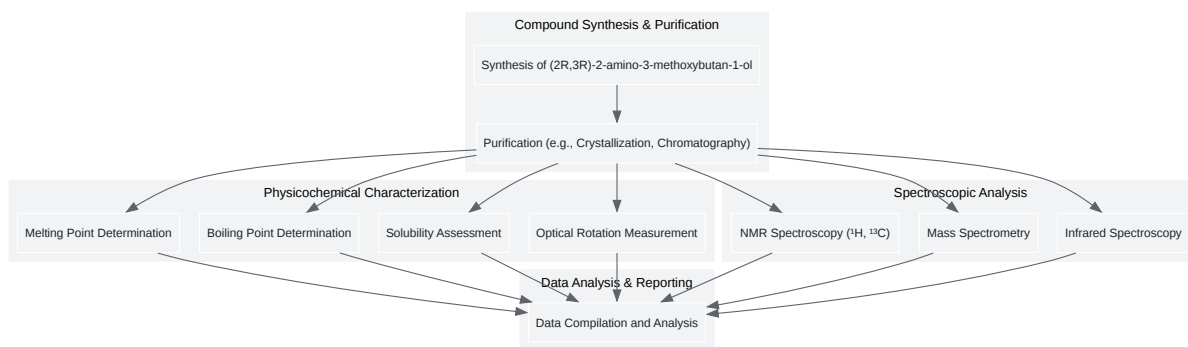 Compound Synthesis & Purification
Synthesis of (2R,3R)-2-amino-3-methoxybutan-1-ol
Purification (e.g., Crystallization, Chromatography)
Physicochemical Characterization
Spectroscopic Analysis
Melting Point Determination
Boiling Point Determination
Solubility Assessment
Optical Rotation Measurement
NMR Spectroscopy (¹H, ¹³C)
Mass Spectrometry
Infrared Spectroscopy
Data Analysis & Reporting
Data Compilation and Analysis